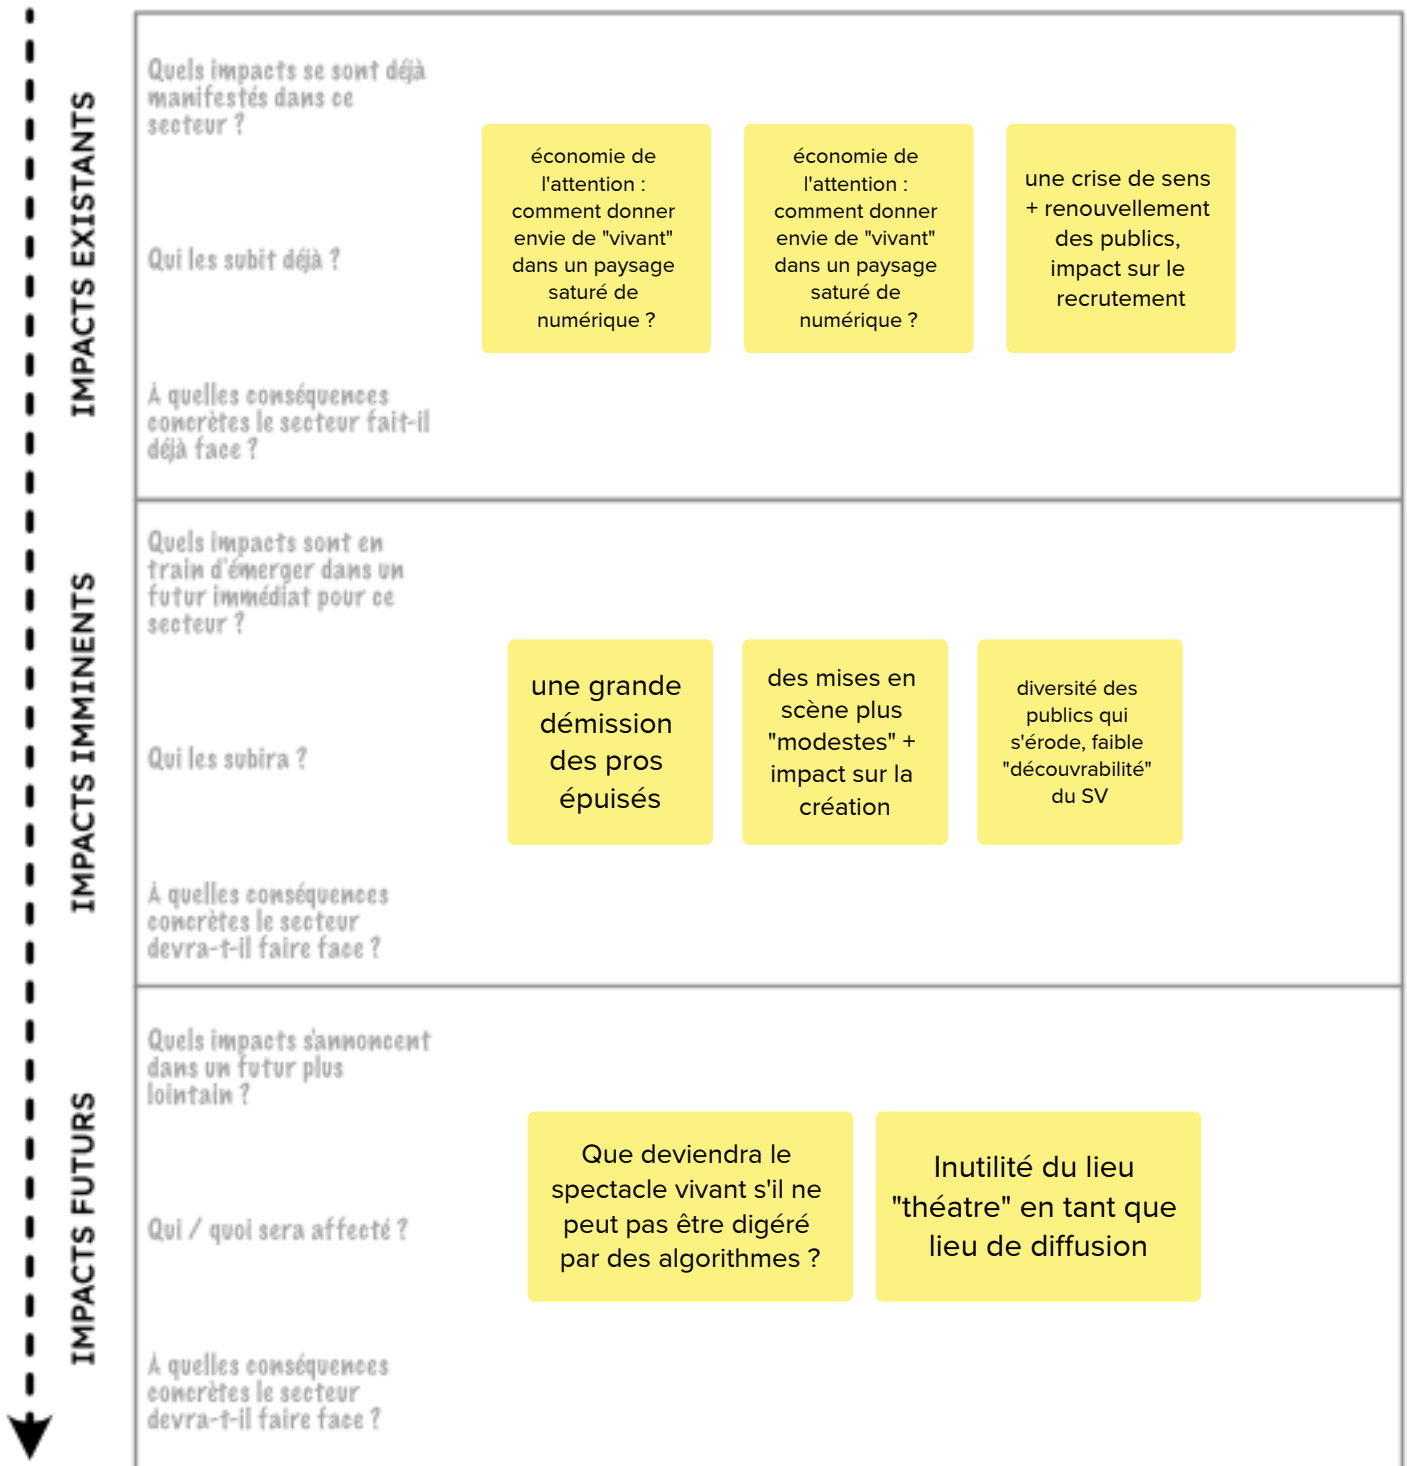 IMPACTS EXISTANTS
Quels impacts se sont déjà
manifestés dans ce
secteur ?
Qui les subit déjà ?
À quelles conséquences
concrètes le secteur fait-il
déjà face ?
économie de
l'attention :
comment donner
envie de "vivant"
dans un paysage
saturé de
numérique ?
économie de
l'attention :
comment donner
envie de "vivant"
dans un paysage
saturé de
numérique ?
une crise de sens
+ renouvellement
des publics,
impact sur le
recrutement
IMPACTS IMMINENTS
Quels impacts sont en
train d'émerger dans un
futur immédiat pour ce
secteur ?
Qui les subira ?
À quelles conséquences
concrètes le secteur
devra-t-il faire face ?
une grande
démission
des pros
épuisés
des mises en
scène plus
"modestes" +
impact sur la
création
diversité des
publics qui
s'érode, faible
"découvrabilité"
du SV
IMPACTS FUTURS
Quels impacts s'annoncent
dans un futur plus
lointain ?
Qui / quoi sera affecté ?
À quelles conséquences
concrètes le secteur
devra-t-il faire face ?
Que deviendra le
spectacle vivant s'il ne
peut pas être digéré
par des algorithmes ?
Inutilité du lieu
"théatre" en tant que
lieu de diffusion